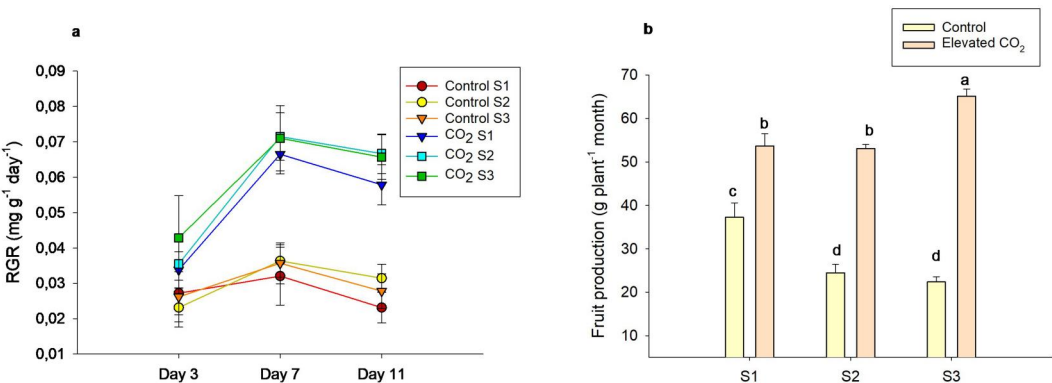 a
0,09
0,08
0,07
0,06
0,05
0,04
0,03
0,02
0,01
RGR (mg g⁻¹ day⁻¹)
Day 3
Day 7
Day 11
Control S1
Control S2
Control S3
CO₂ S1
CO₂ S2
CO₂ S3
b
Control
Elevated CO₂
70
60
50
40
30
20
10
Fruit production (g plant⁻¹ month)
c
b
d
b
d
a
S1
S2
S3